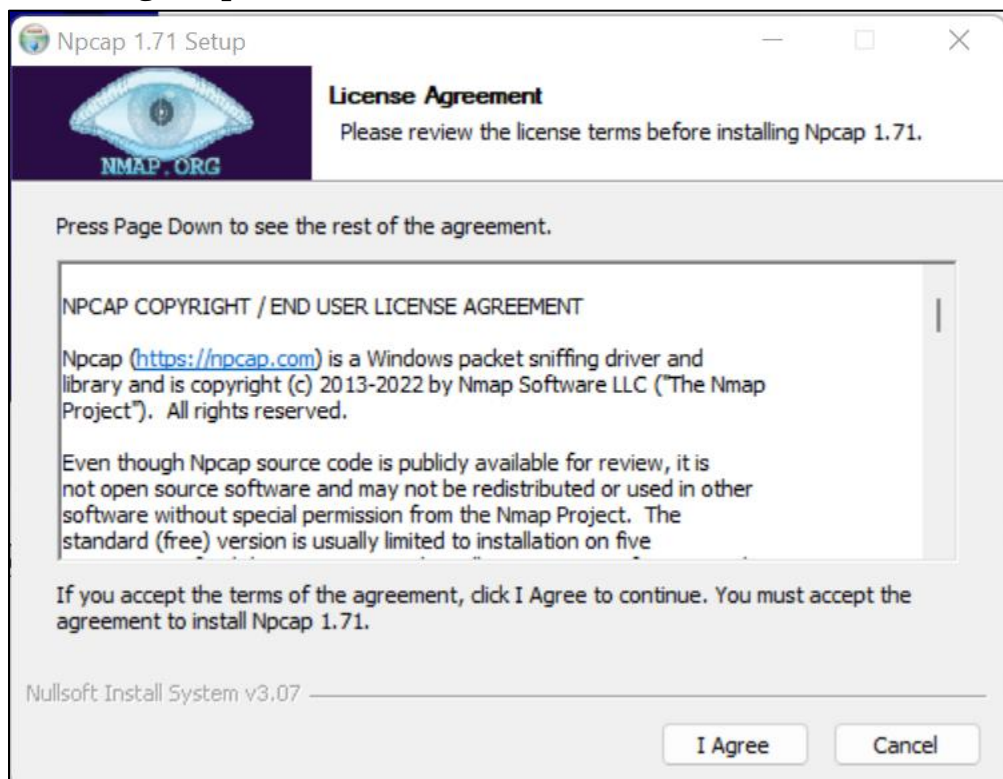 Npcap 1.71 Setup
NMAP.ORG
License Agreement
Please review the license terms before installing Npcap 1.71.
Press Page Down to see the rest of the agreement.
NPCAP COPYRIGHT / END USER LICENSE AGREEMENT
Npcap (https://npcap.com) is a Windows packet sniffing driver and
library and is copyright (c) 2013-2022 by Nmap Software LLC ("The Nmap
Project").  All rights reserved.
Even though Npcap source code is publicly available for review, it is
not open source software and may not be redistributed or used in other
software without special permission from the Nmap Project.  The
standard (free) version is usually limited to installation on five
If you accept the terms of the agreement, click I Agree to continue. You must accept the
agreement to install Npcap 1.71.
Nullsoft Install System v3.07
I Agree
Cancel